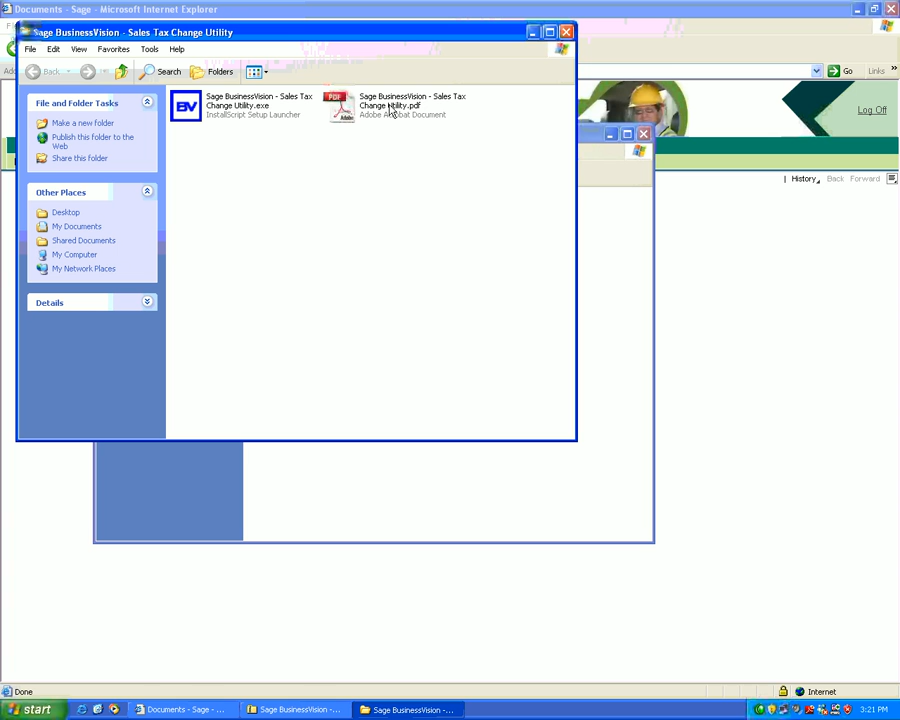 Documents - Sage - Microsoft Internet Explorer
Sage BusinessVision - Sales Tax Change Utility
File Edit View Favorites Tools Help
Back Search Folders
Go Links »
Log Off
History Back Forward
File and Folder Tasks
Make a new folder
Publish this folder to the
Web
Share this folder
Other Places
Desktop
My Documents
Shared Documents
My Computer
My Network Places
Details
BV
Sage BusinessVision - Sales Tax
Change Utility.exe
InstallScript Setup Launcher
PDF
Adobe
Sage BusinessVision - Sales Tax
Change Utility.pdf
Adobe Acrobat Document
Done
Internet
start
Documents - Sage - ...
Sage BusinessVision -...
Sage BusinessVision -...
3:21 PM